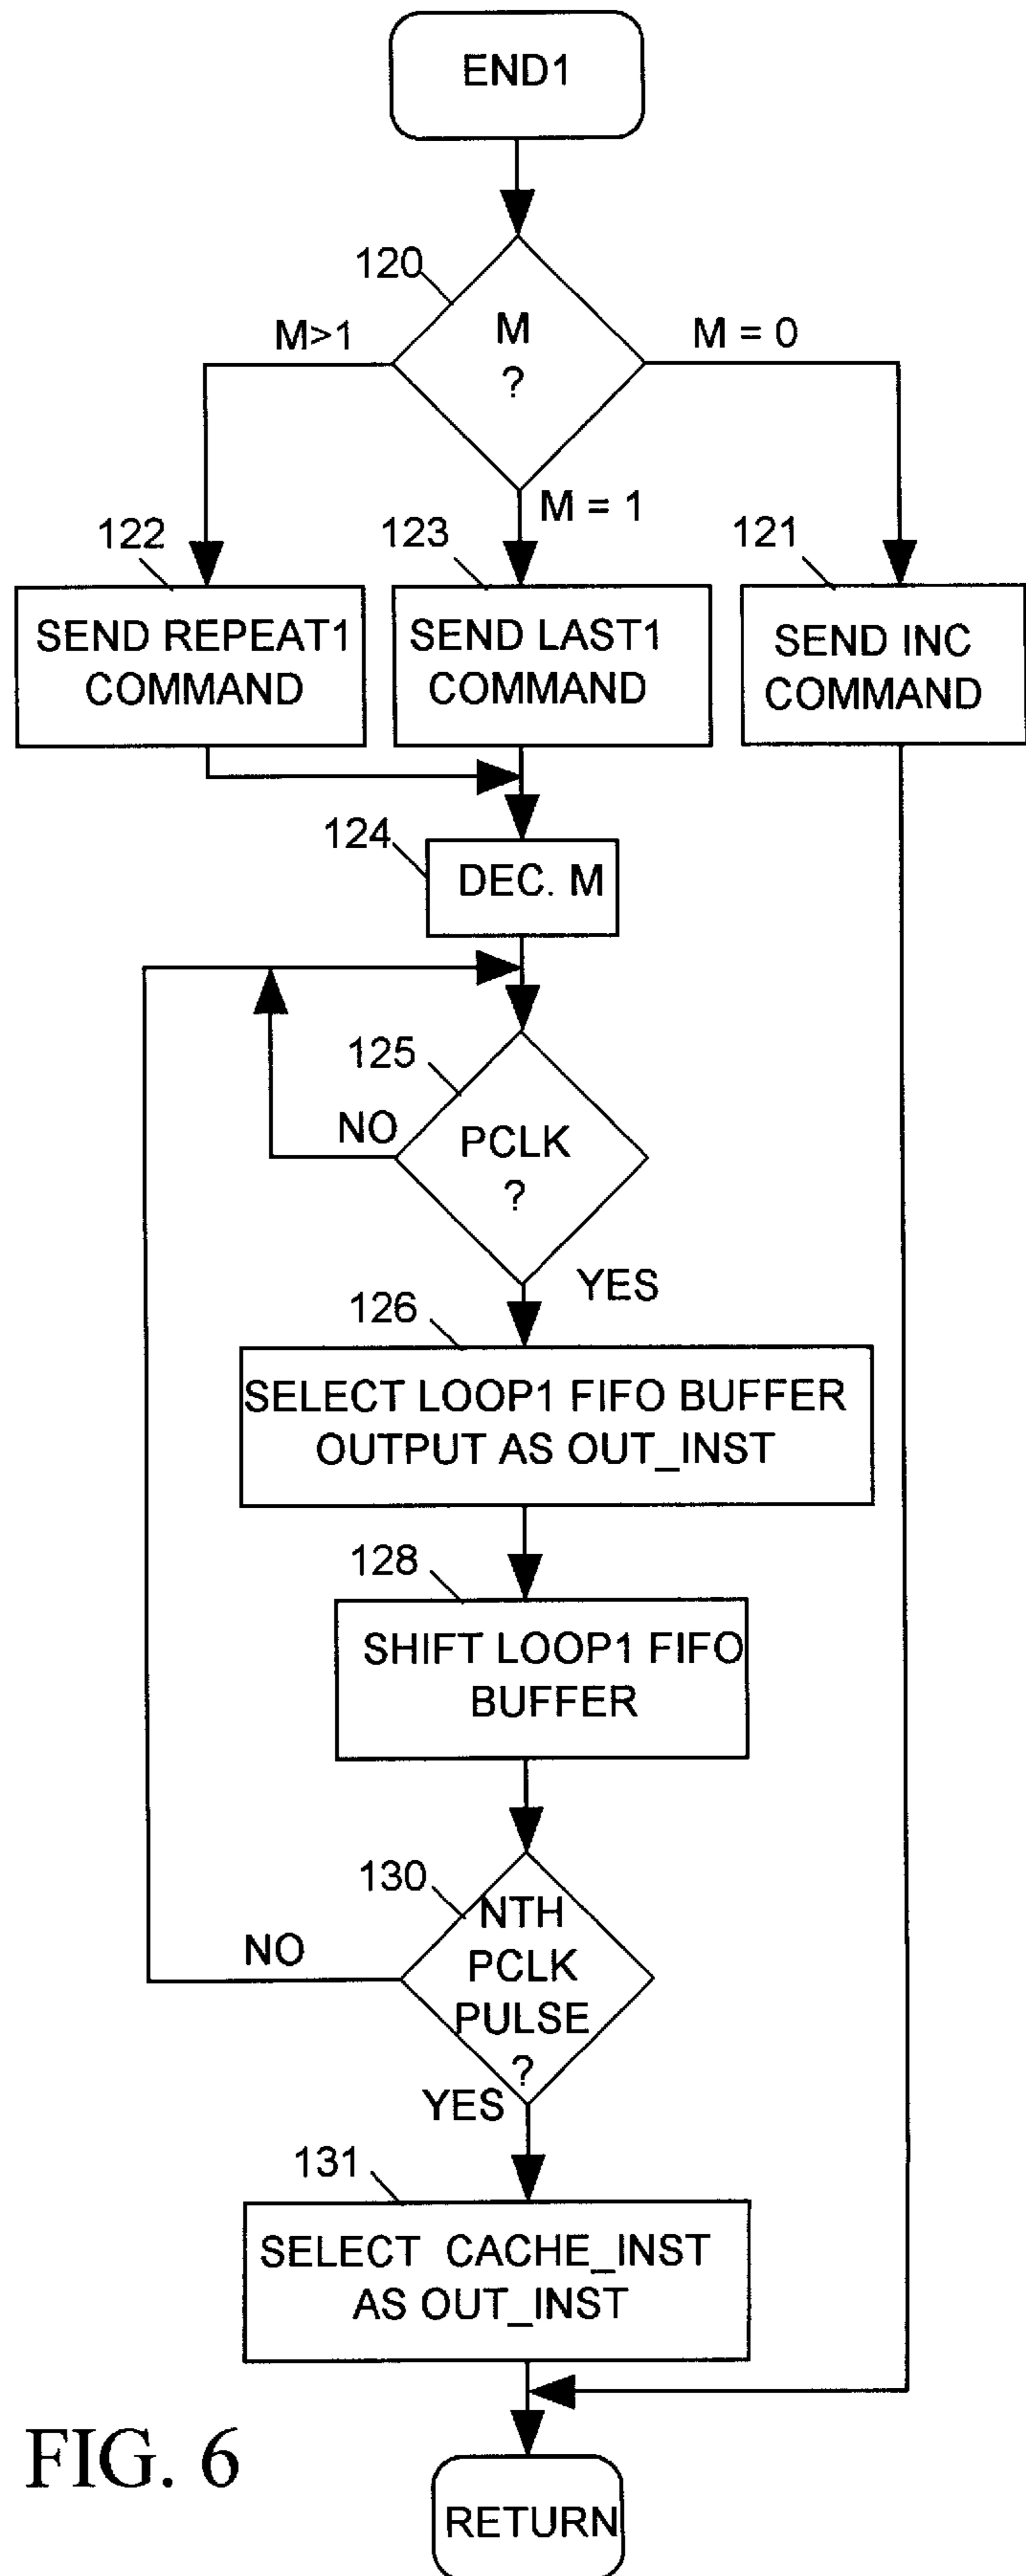 END1
120
M
?
M>1
M = 0
M = 1
122
123
121
SEND REPEAT1
COMMAND
SEND LAST1
COMMAND
SEND INC
COMMAND
124
DEC. M
125
NO
PCLK
?
YES
126
SELECT LOOP1 FIFO BUFFER
OUTPUT AS OUT_INST
128
SHIFT LOOP1 FIFO
BUFFER
130
NTH
PCLK
PULSE
?
NO
YES
131
SELECT CACHE_INST
AS OUT_INST
FIG. 6
RETURN